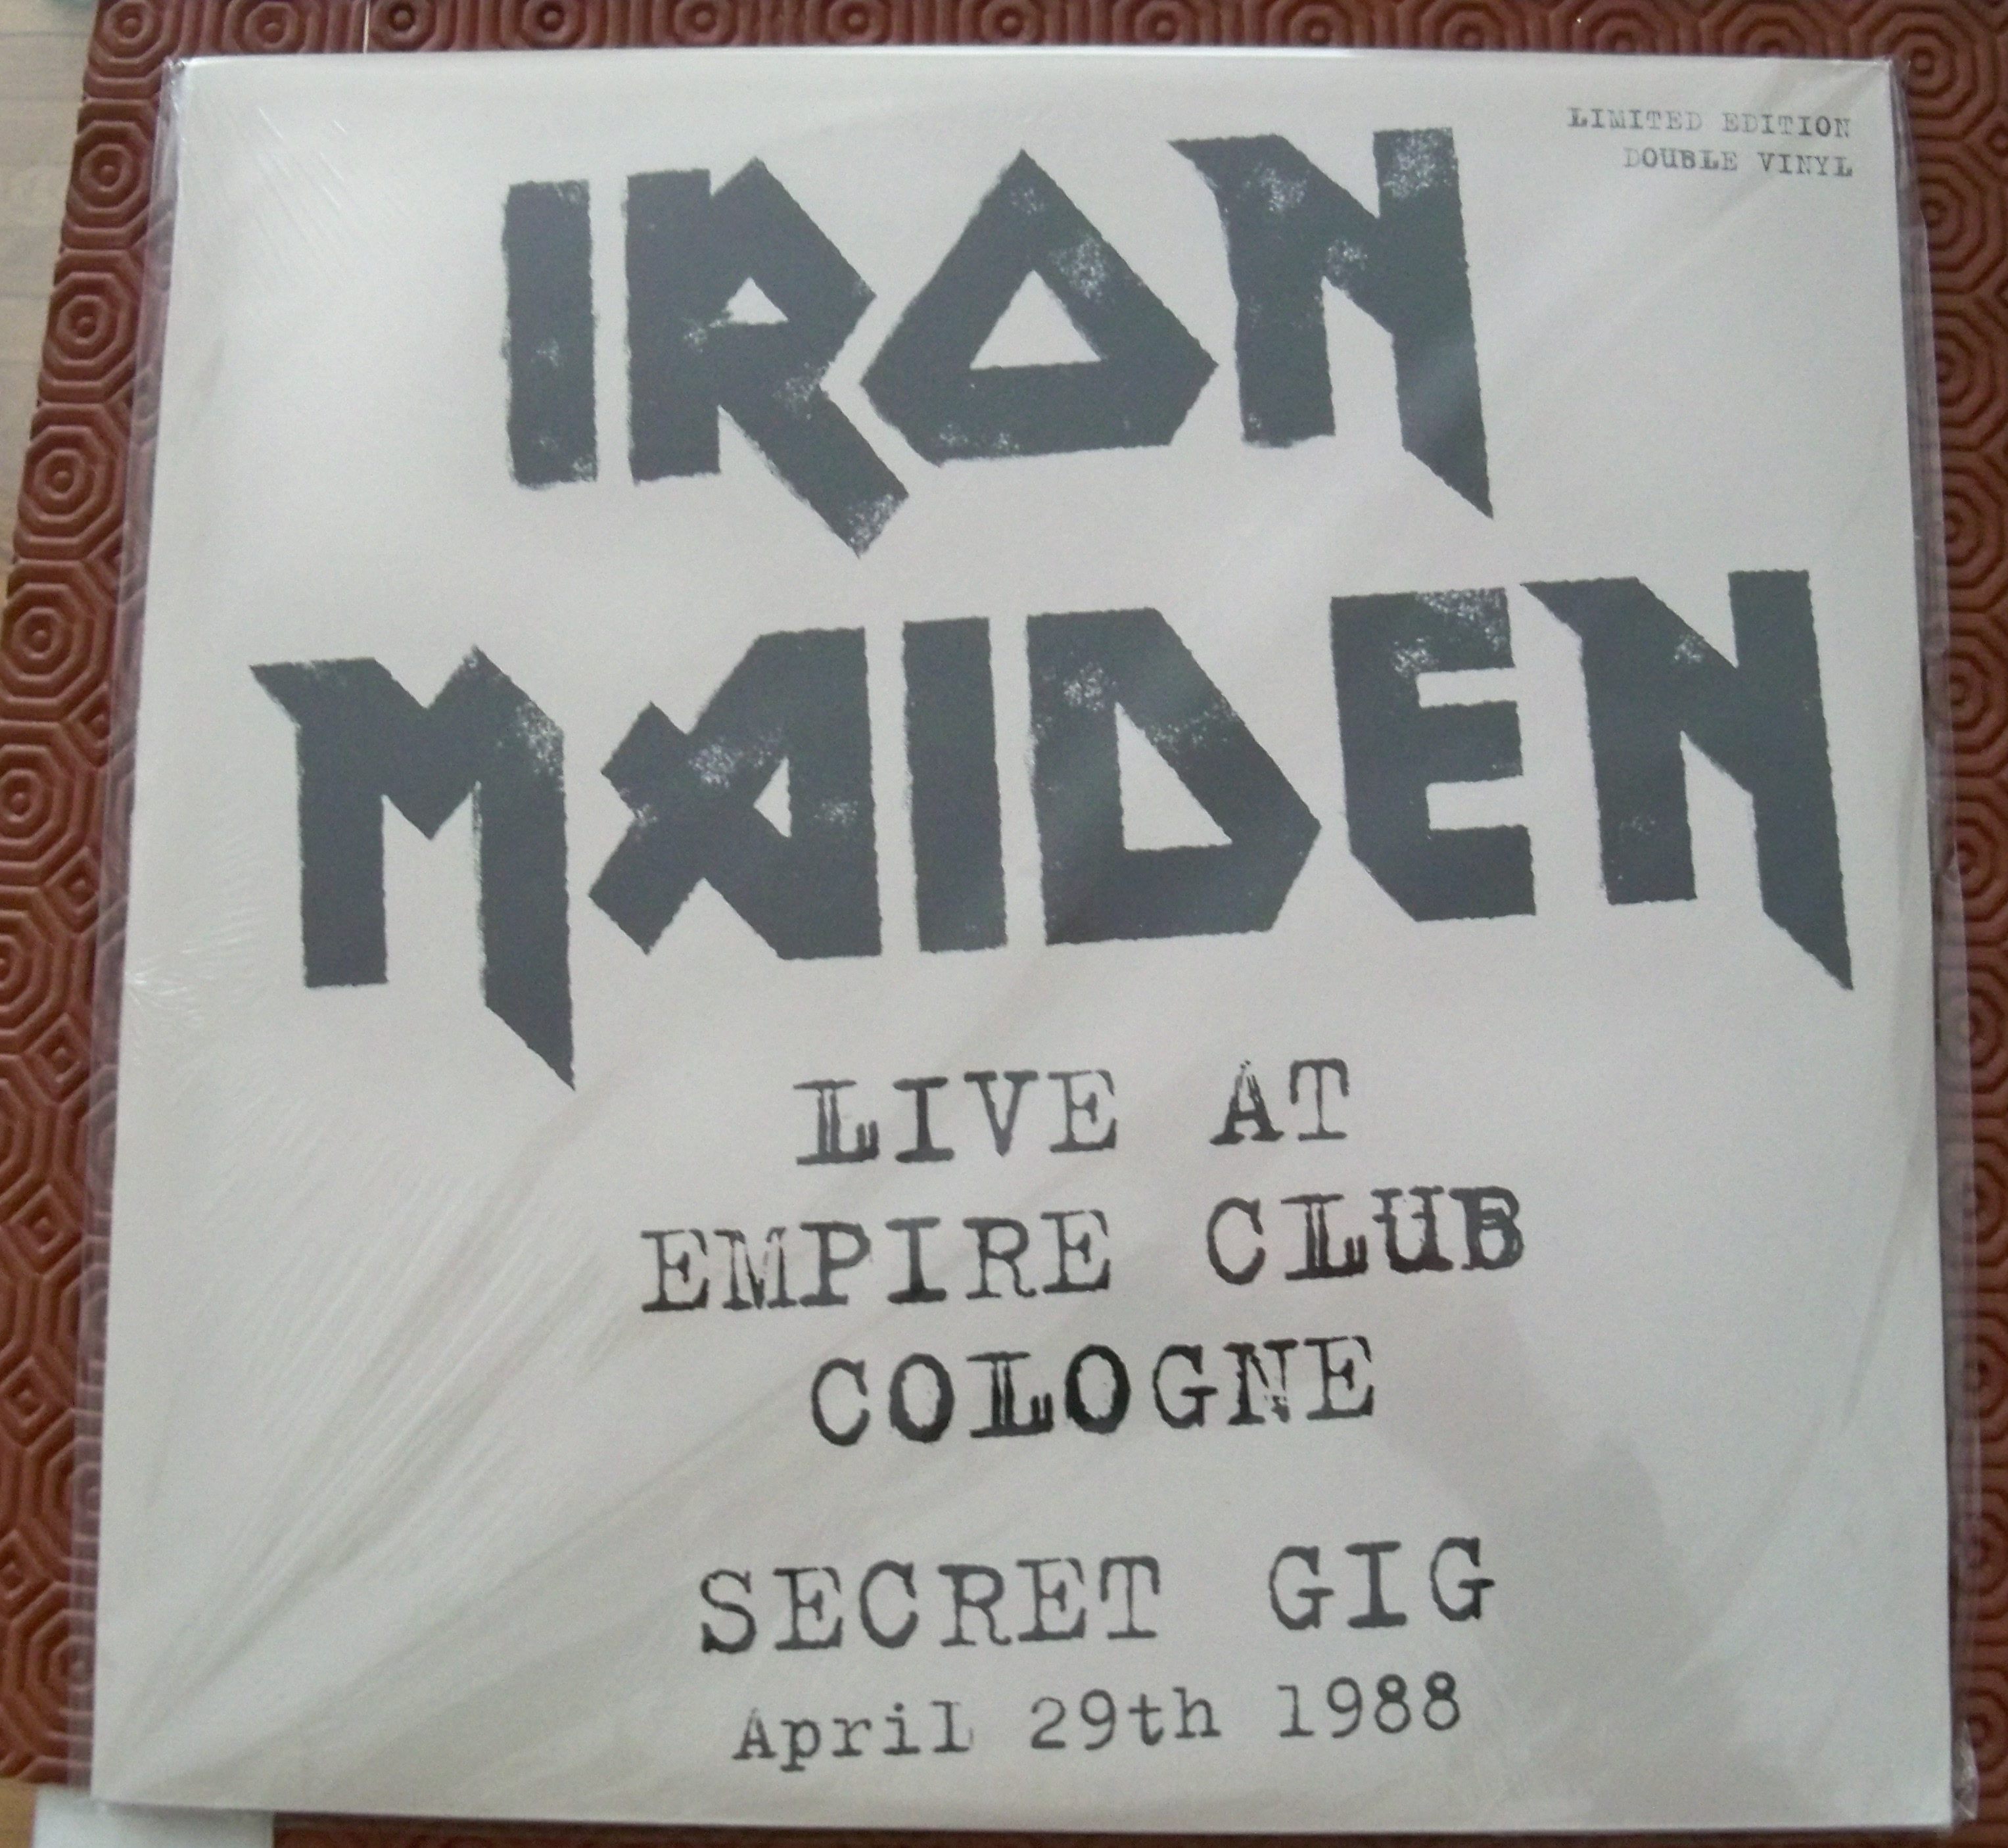 LIMITED EDITION
DOUBLE VINYL
IRON
MAIDEN
LIVE AT
EMPIRE CLUB
COLOGNE
SECRET GIG
April 29th 1988